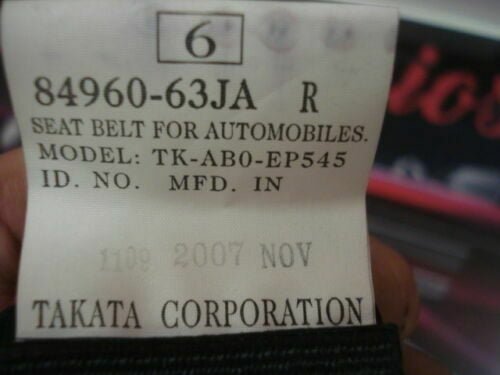 6
84960-63JA R
SEAT BELT FOR AUTOMOBILES.
MODEL: TK-AB0-EP545
ID. NO. MFD. IN
1109 2007 NOV
TAKATA CORPORATION